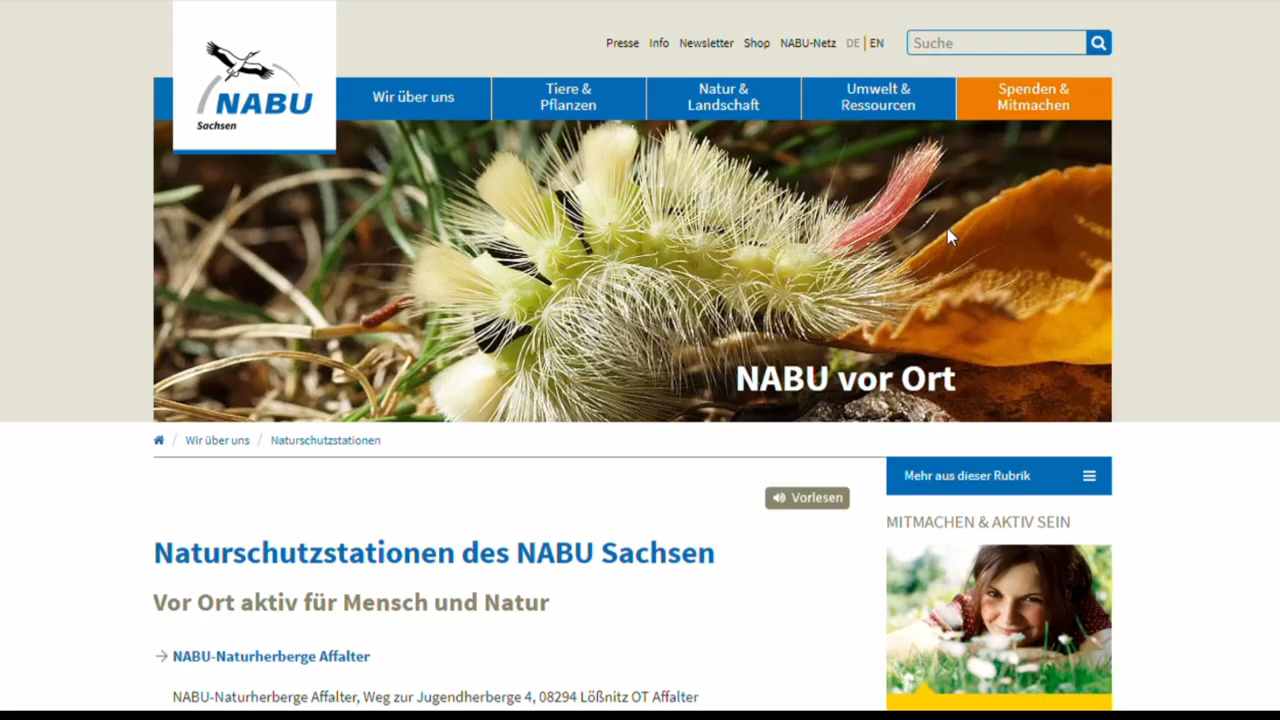 Presse Info Newsletter Shop NABU-Netz DE EN Suche
NABU
Sachsen
Wir über uns
Tiere &
Pflanzen
Natur &
Landschaft
Umwelt &
Ressourcen
Spenden &
Mitmachen
NABU vor Ort
/ Wir über uns / Naturschutzstationen
Mehr aus dieser Rubrik
Vorlesen
MITMACHEN & AKTIV SEIN
Naturschutzstationen des NABU Sachsen
Vor Ort aktiv für Mensch und Natur
→ NABU-Naturherberge Affalter
NABU-Naturherberge Affalter, Weg zur Jugendherberge 4, 08294 Lößnitz OT Affalter